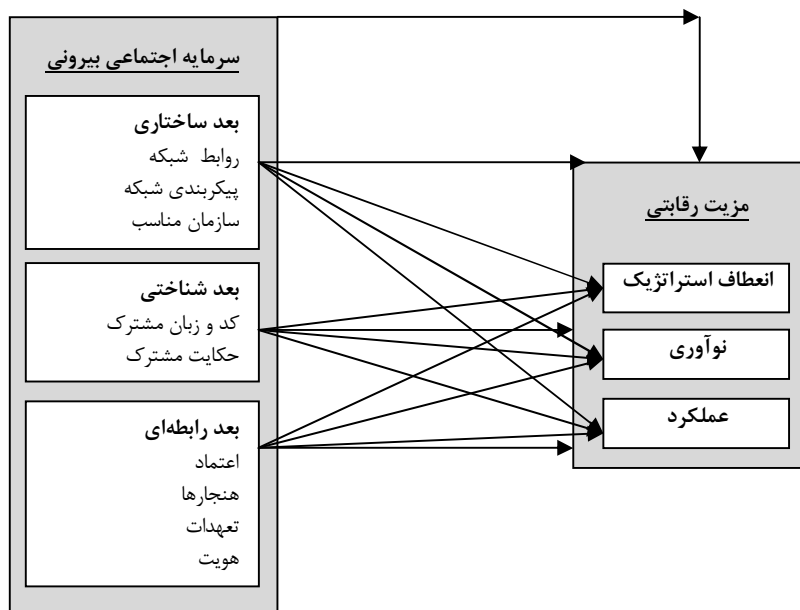 سرمایه اجتماعی بیرونی
بعد ساختاری
روابط شبکه
پیکربندی شبکه
سازمان مناسب
بعد شناختی
کد و زبان مشترک
حکایت مشترک
بعد رابطه‌ای
اعتماد
هنجارها
تعهدات
هویت
مزیت رقابتی
انعطاف استراتژیک
نوآوری
عملکرد